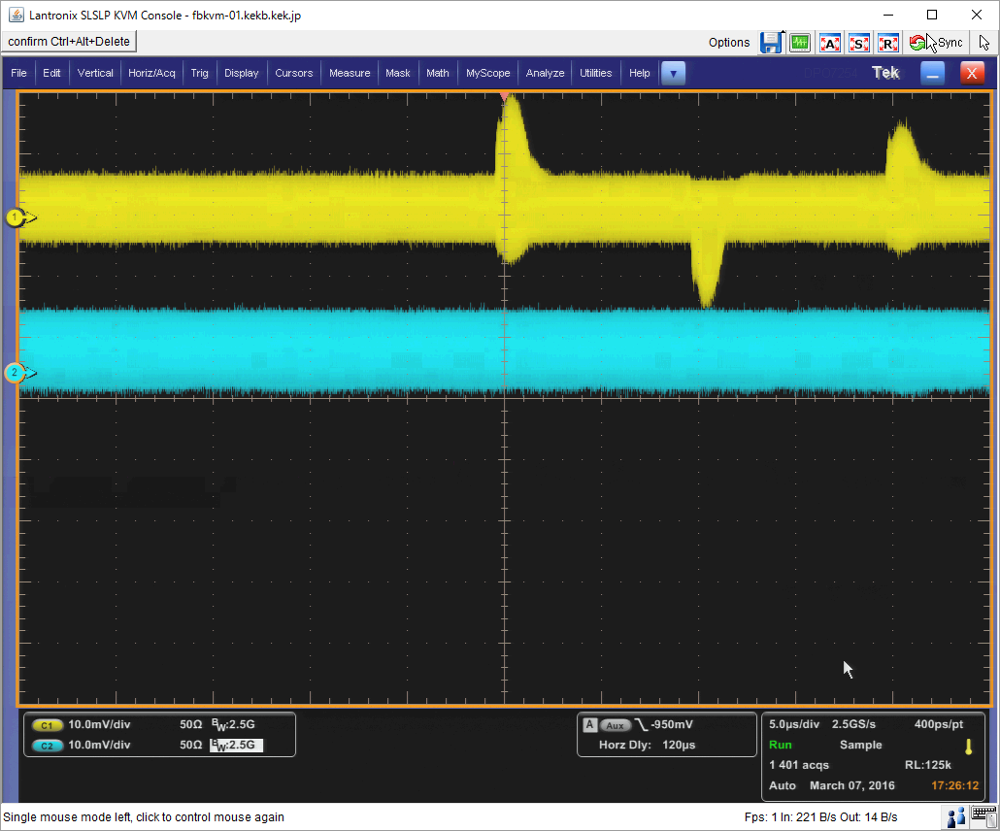 Lantronix SLSLP KVM Console - fbkvm-01.kekb.kek.jp
confirm Ctrl+Alt+Delete
Options A S R Sync
File Edit Vertical Horiz/Acq Trig Display Cursors Measure Mask Math MyScope Analyze Utilities Help Tek X
1
2
C1 10.0mV/div 50Ω BW:2.5G
C2 10.0mV/div 50Ω BW:2.5G
A Aux -950mV
Horz Dly: 120µs
5.0µs/div 2.5GS/s 400ps/pt
Run Sample
1 401 acqs RL:125k
Auto March 07, 2016 17:26:12
Single mouse mode left, click to control mouse again Fps: 1 In: 221 B/s Out: 14 B/s